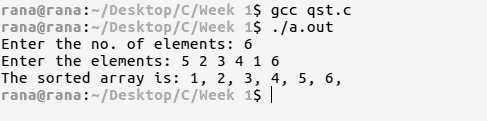 rana@rana:~/Desktop/C/Week 1$ gcc qst.c
rana@rana:~/Desktop/C/Week 1$ ./a.out
Enter the no. of elements: 6
Enter the elements: 5 2 3 4 1 6
The sorted array is: 1, 2, 3, 4, 5, 6,
rana@rana:~/Desktop/C/Week 1$